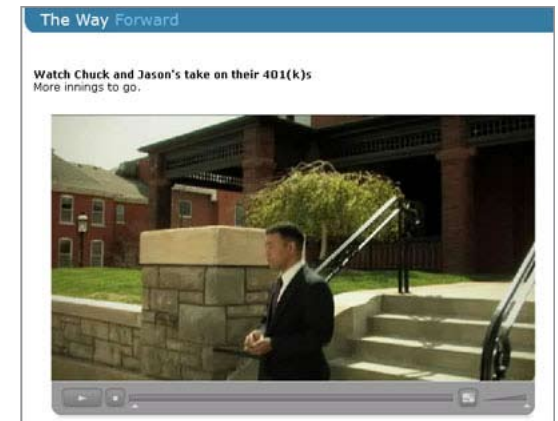 The Way Forward
Watch Chuck and Jason's take on their 401(k)s
More innings to go.